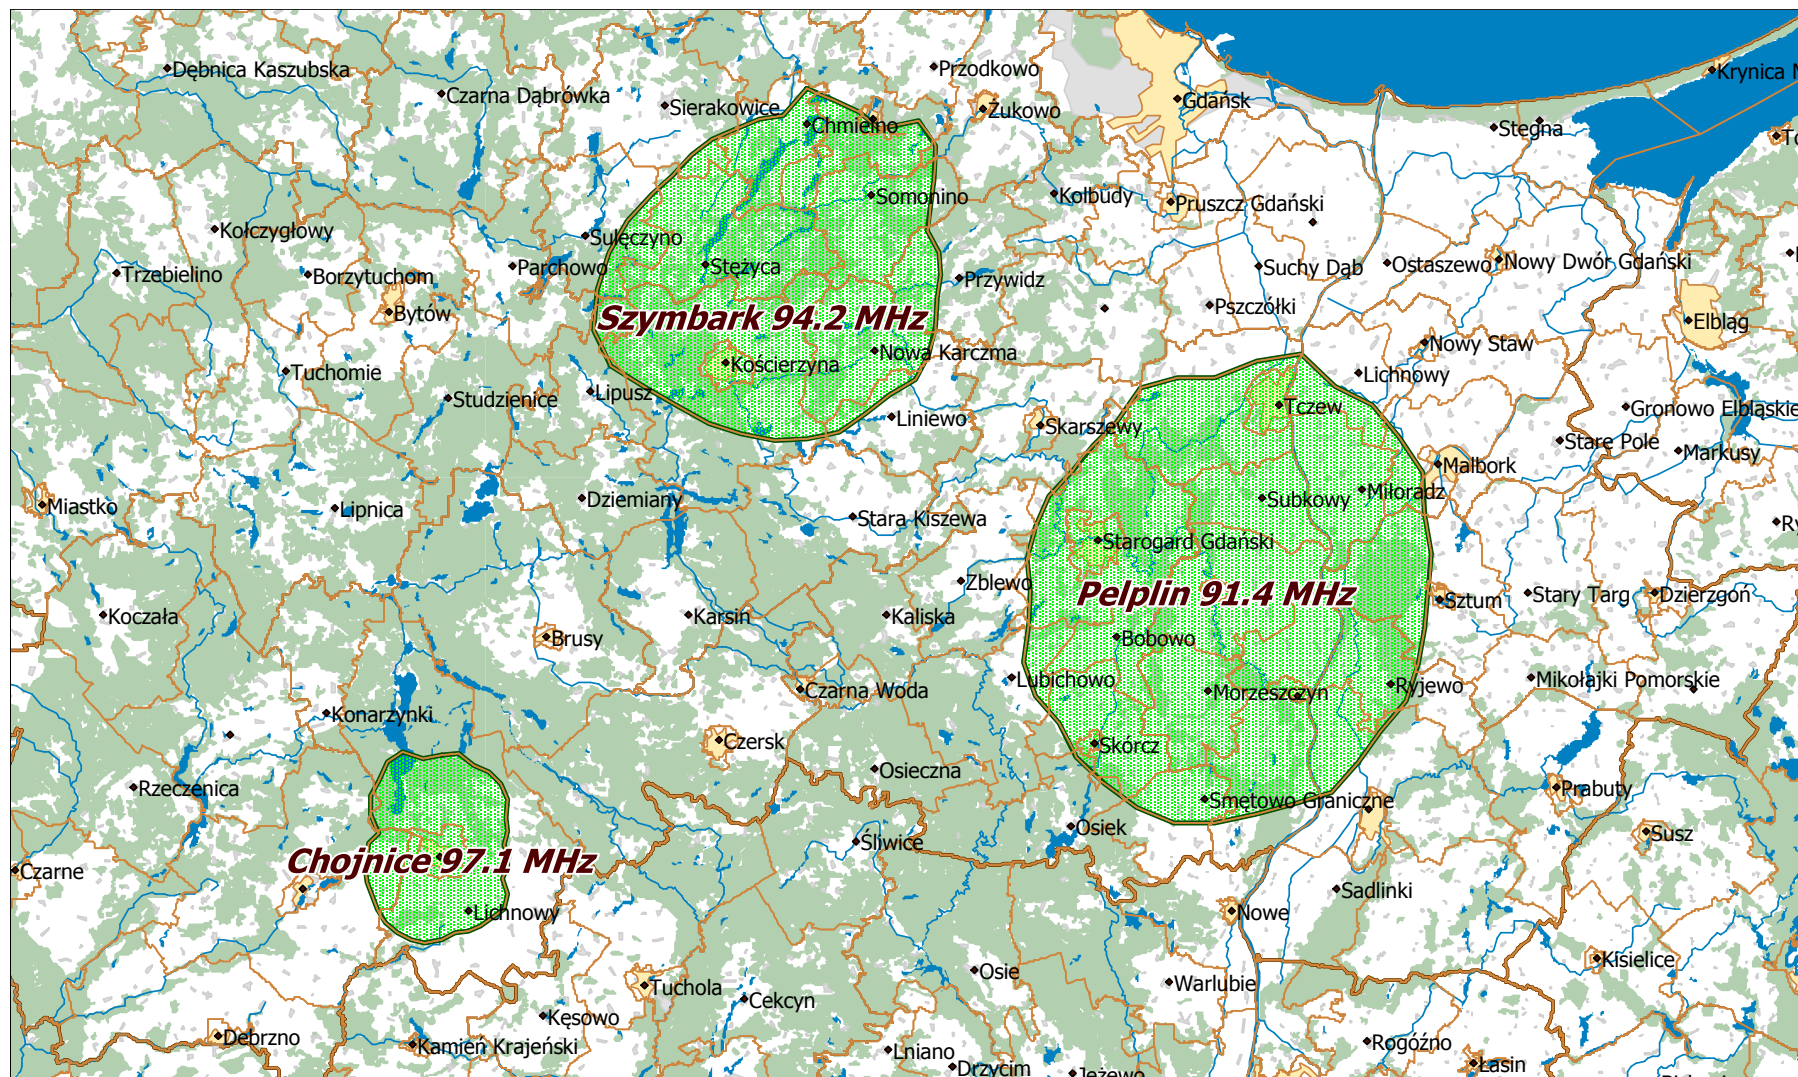 Dębnica Kaszubska
Przodkowo
Krynica M
Czarna Dąbrówka
Sierakowice
Żukowo
Gdańsk
Chmielno
Stegna
To
Somonino
Kolbudy
Pruszcz Gdański
Kołczygłowy
Sulęczyno
Trzebielino
Borzytuchom
Parchowo
Stężyca
Przywidz
Suchy Dąb
Ostaszewo
Nowy Dwór Gdański
Bytów
Szymbark 94.2 MHz
Pszczółki
Elbląg
Kościerzyna
Nowa Karczma
Nowy Staw
Tuchomie
Lichnowy
Studzienice
Lipusz
Liniewo
Skarszewy
Tczew
Gronowo Elbląskie
Stare Pole
Markusy
Malbork
Miastko
Lipnica
Dziemiany
Stara Kiszewa
Subkowy
Miłoradz
Ry
Starogard Gdański
Zblewo
Pelplin 91.4 MHz
Sztum
Stary Targ
Dzierzgoń
Koczała
Brusy
Karsin
Kaliska
Bobowo
Czarna Woda
Lubichowo
Morzeszczyn
Ryjewo
Mikołajki Pomorskie
Konarzynki
Czersk
Skórcz
Rzeczenica
Osieczna
Smętowo Graniczne
Prabuty
Osiek
Susz
Śliwice
Chojnice 97.1 MHz
Czarne
Lichnowy
Nowe
Sadlinki
Kisielice
Tuchola
Cekcyn
Osie
Warlubie
Kęsowo
Debrzno
Kamień Krajeński
Lniano
Rogóźno
Drzycim
Jeżewo
Łasin